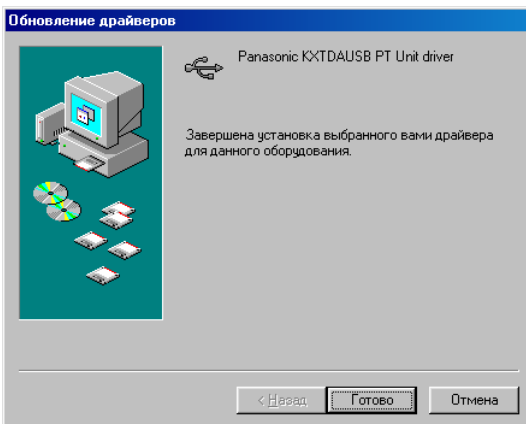 Обновление драйверов
Panasonic KXTDAUSB PT Unit driver
Завершена установка выбранного вами драйвера
для данного оборудования.
< Назад
Готово
Отмена